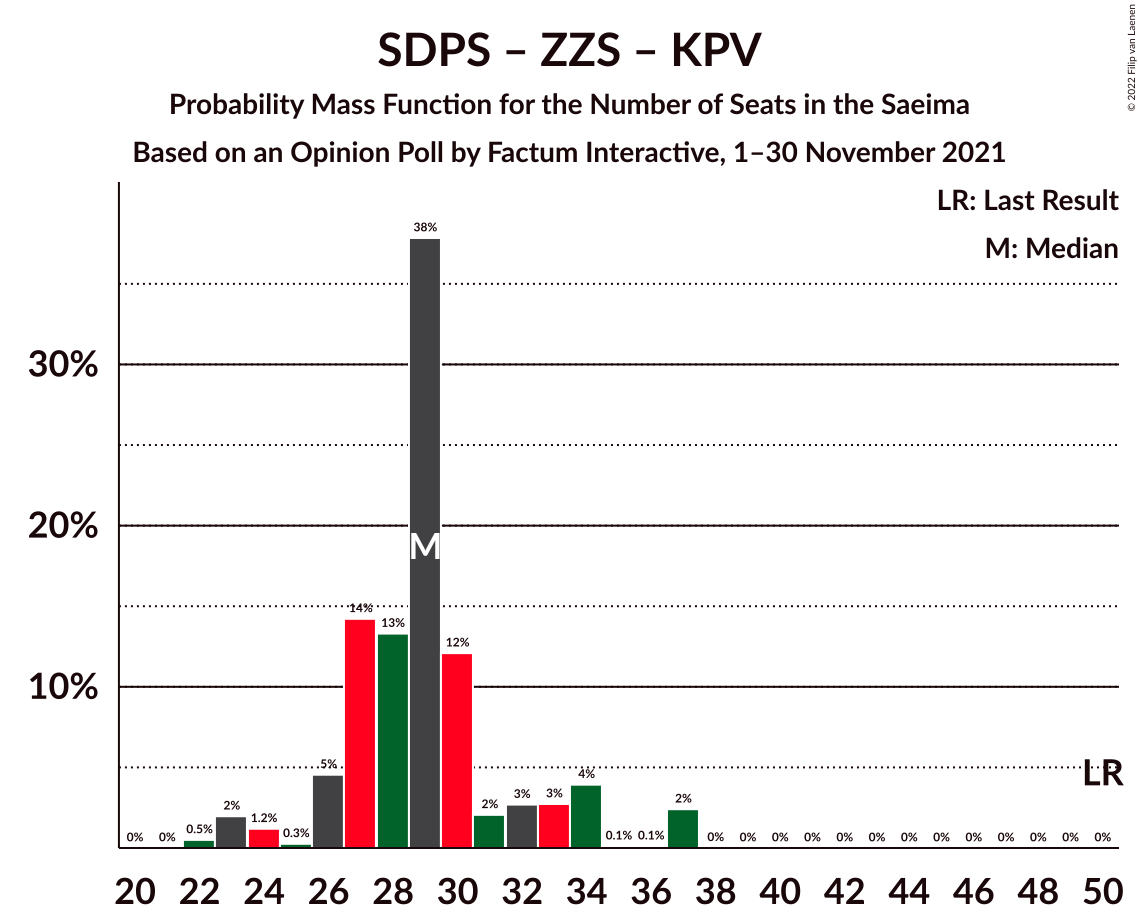 SDPS – ZZS – KPV
Probability Mass Function for the Number of Seats in the Saeima
Based on an Opinion Poll by Factum Interactive, 1–30 November 2021
© 2022 Filip van Laenen
LR: Last Result
M: Median
30%
20%
10%
0% 0% 0.5% 2% 1.2% 0.3% 5% 14% 13% 38% 12% 2% 3% 3% 4% 0.1% 0.1% 2% 0% 0% 0% 0% 0% 0% 0% 0% 0% 0% 0% 0% 0%
M
LR
20 22 24 26 28 30 32 34 36 38 40 42 44 46 48 50